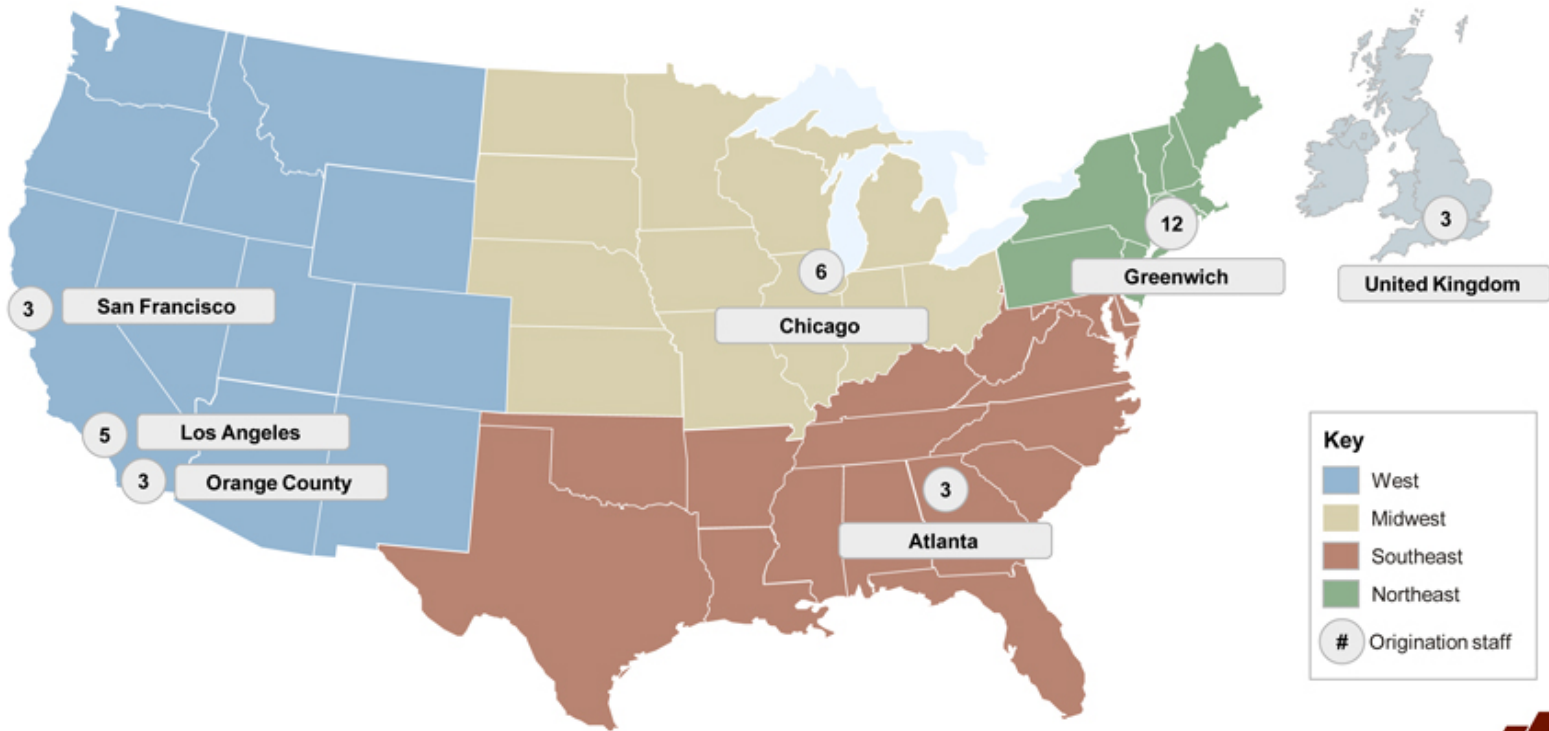 12
3
6
Greenwich
United Kingdom
3
San Francisco
Chicago
5
Los Angeles
3
Orange County
3
Atlanta
Key
West
Midwest
Southeast
Northeast
# Origination staff